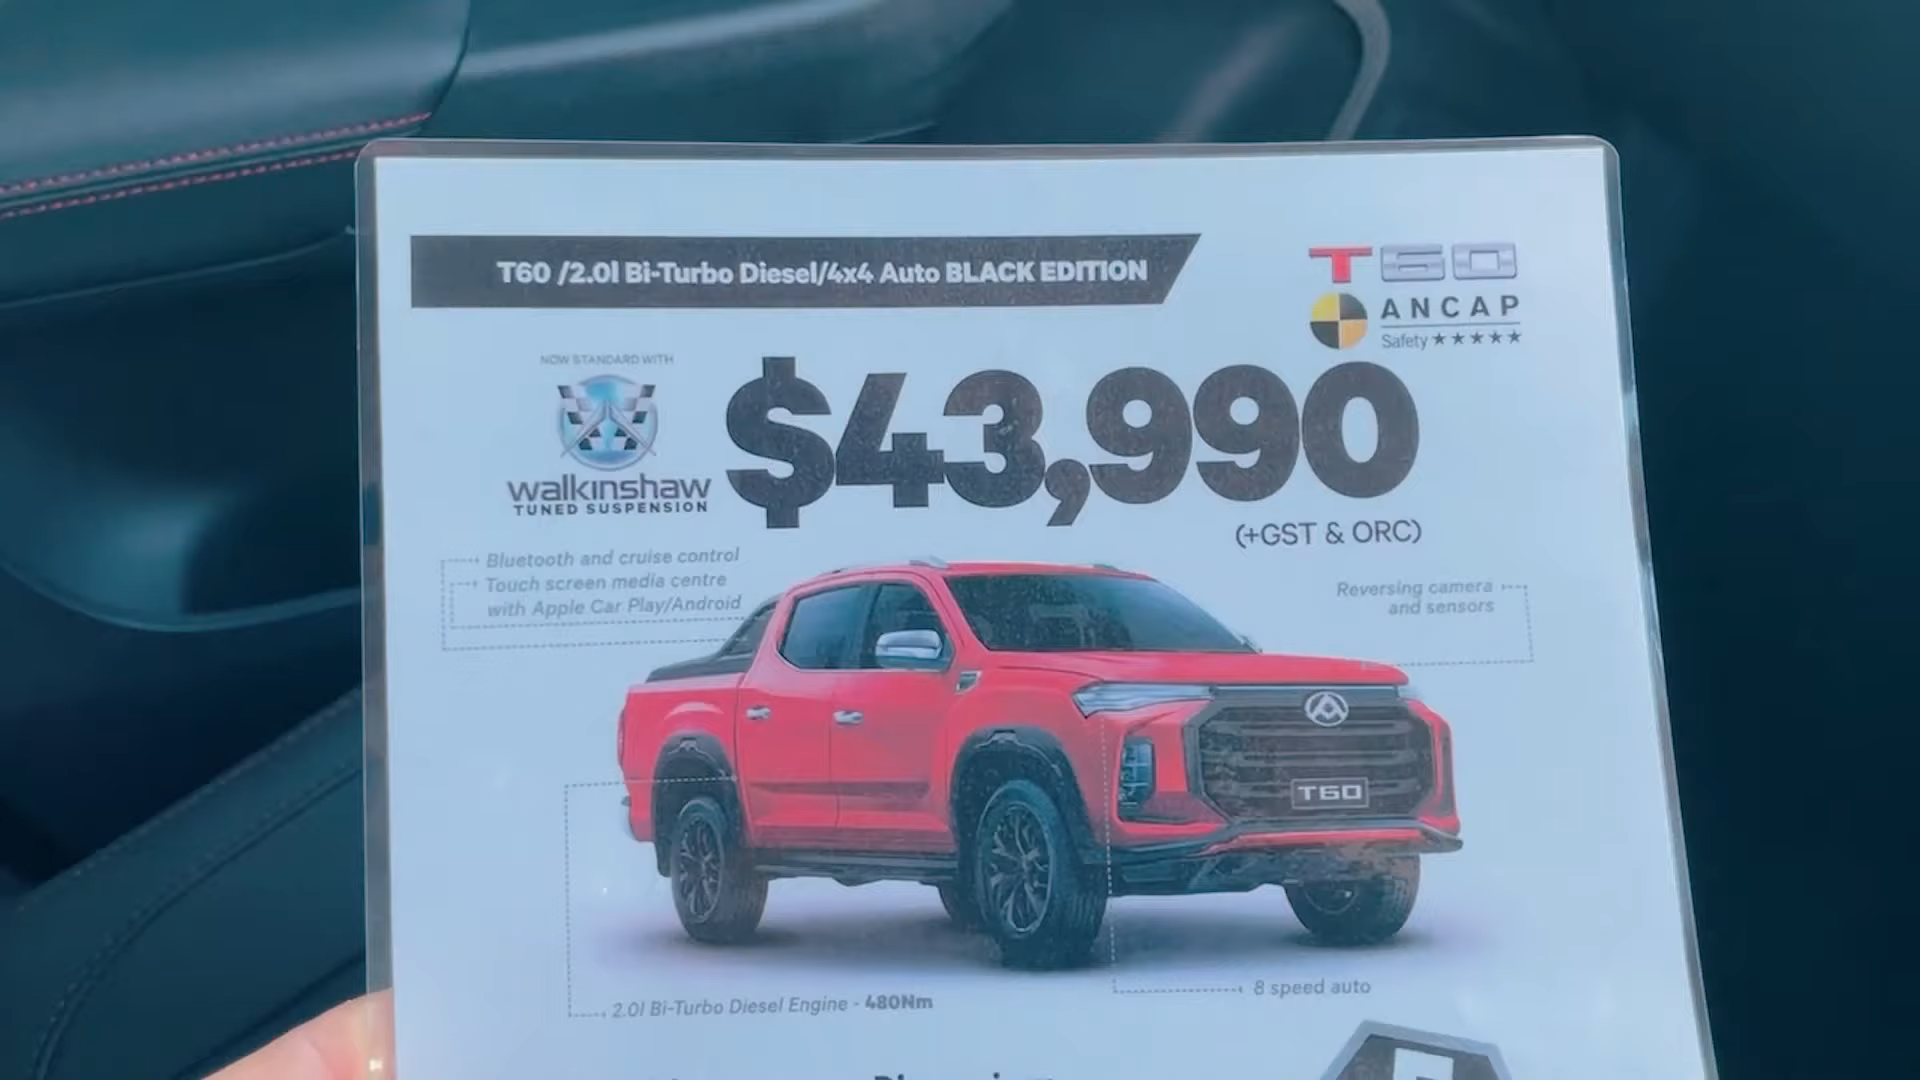 T60 /2.0l Bi-Turbo Diesel/4x4 Auto BLACK EDITION
T60
ANCAP
Safety ★★★★★
NOW STANDARD WITH
walkinshaw
TUNED SUSPENSION
$43,990
(+GST & ORC)
Bluetooth and cruise control
Touch screen media centre
with Apple Car Play/Android
Reversing camera
and sensors
T60
2.0l Bi-Turbo Diesel Engine - 480Nm
8 speed auto